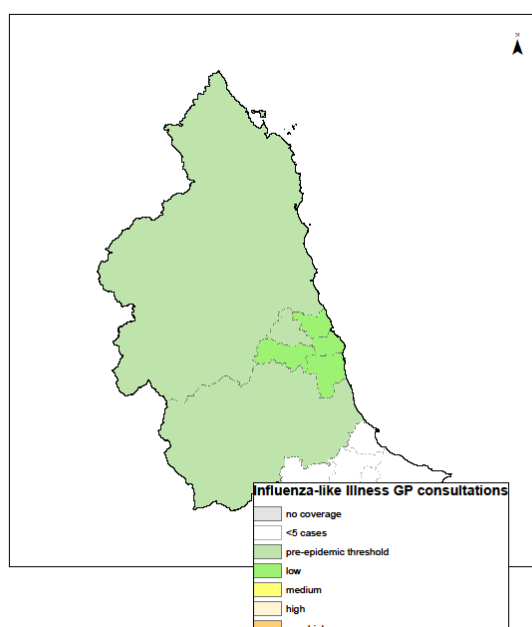 N
Influenza-like Illness GP consultations
no coverage
<5 cases
pre-epidemic threshold
low
medium
high